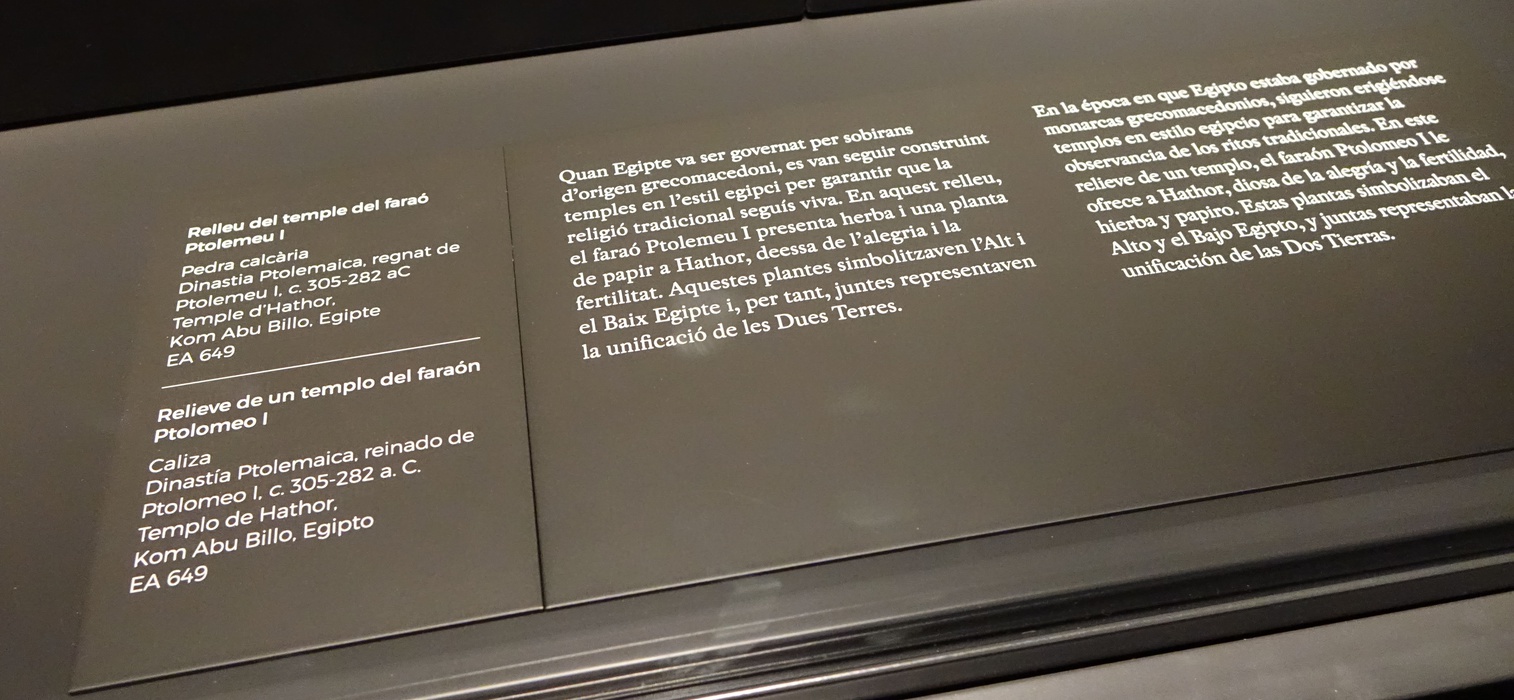 Relleu del temple del faraó
Ptolemeu I
Pedra calcària
Dinastia Ptolemaica, regnat de
Ptolemeu I, c. 305-282 aC
Temple d'Hathor,
Kom Abu Billo, Egipte
EA 649
Relieve de un templo del faraón
Ptolomeo I
Caliza
Dinastía Ptolemaica, reinado de
Ptolomeo I, c. 305-282 a. C.
Templo de Hathor,
Kom Abu Billo, Egipto
EA 649
Quan Egipte va ser governat per sobirans
d'origen grecomacedoni, es van seguir construint
temples en l'estil egipci per garantir que la
religió tradicional seguís viva. En aquest relleu,
el faraó Ptolemeu I presenta herba i una planta
de papir a Hathor, deessa de l'alegria i la
fertilitat. Aquestes plantes simbolitzaven l'Alt i
el Baix Egipte i, per tant, juntes representaven
la unificació de les Dues Terres.
En la época en que Egipto estaba gobernado por
monarcas grecomacedonios, siguieron erigiéndose
templos en estilo egipcio para garantizar la
observancia de los ritos tradicionales. En este
relieve de un templo, el faraón Ptolomeo I le
ofrece a Hathor, diosa de la alegría y la fertilidad,
hierba y papiro. Estas plantas simbolizaban el
Alto y el Bajo Egipto, y juntas representaban la
unificación de las Dos Tierras.